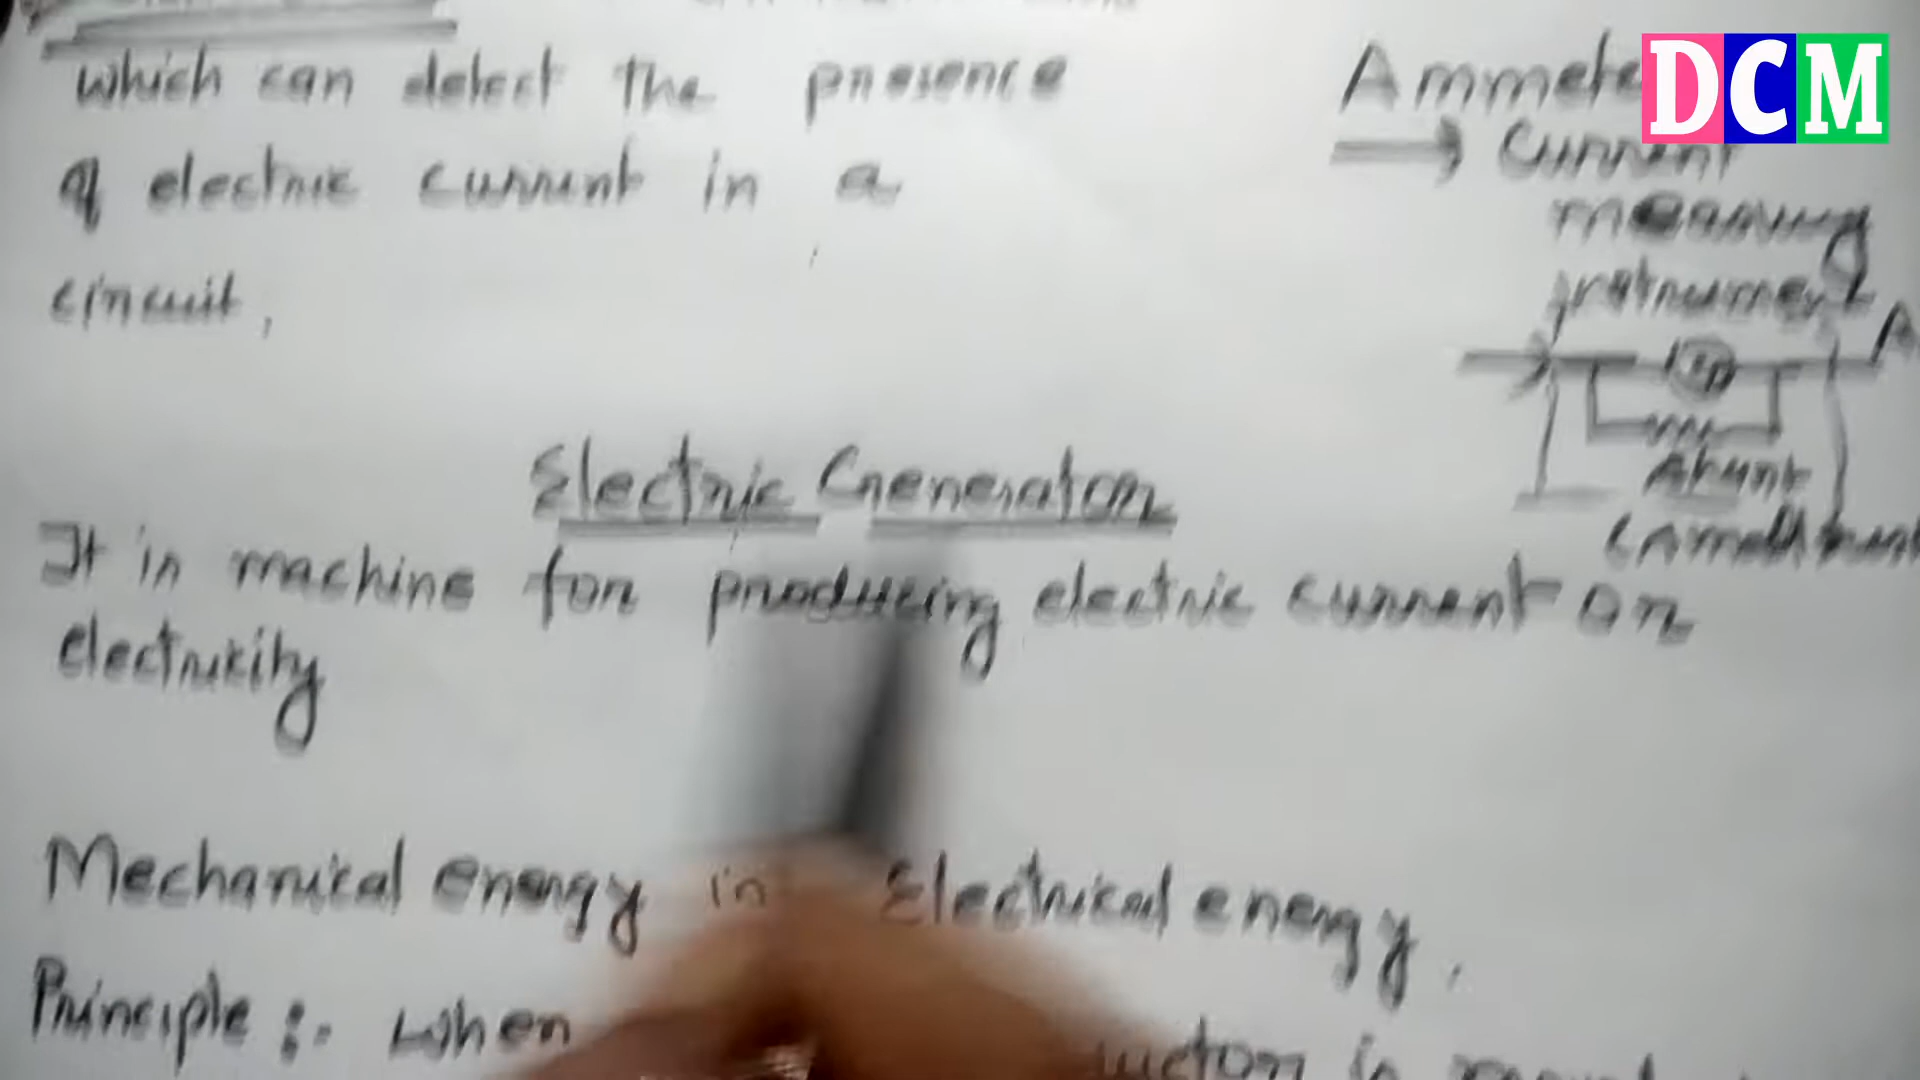 which can detect the presence
of electric current in a
circuit,
Ammete
DCM
→ Current
measuring
instrument
A
shunt
Electric Generator
It is machine for producing electric current or
electricity
Mechanical energy in Electrical energy.
Principle :- When